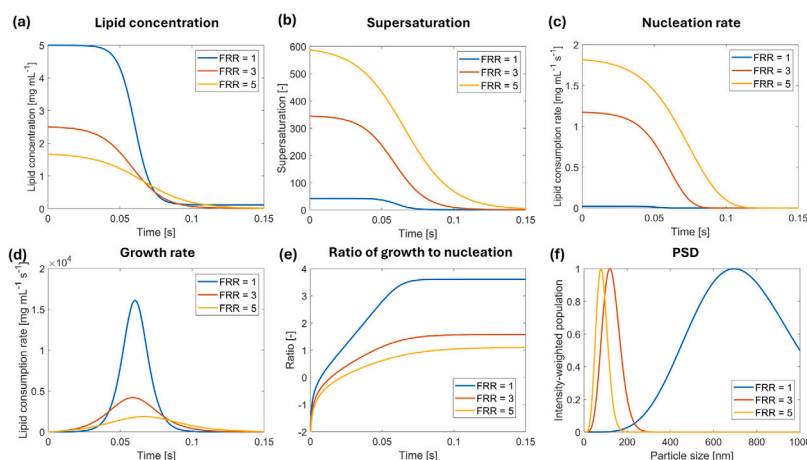 (a)
Lipid concentration
Lipid concentration [mg mL⁻¹]
5
4
3
2
1
0
0
0.05
0.1
0.15
Time [s]
FRR = 1
FRR = 3
FRR = 5
(b)
Supersaturation
Supersaturation [-]
600
500
400
300
200
100
0
0
0.05
0.1
0.15
Time [s]
FRR = 1
FRR = 3
FRR = 5
(c)
Nucleation rate
Lipid consumption rate [mg mL⁻¹ s⁻¹]
2
1.5
1
0.5
0
0
0.05
0.1
0.15
Time [s]
FRR = 1
FRR = 3
FRR = 5
(d)
Growth rate
Lipid consumption rate [mg mL⁻¹ s⁻¹]
×10⁴
2
1.5
1
0.5
0
0
0.05
0.1
0.15
Time [s]
FRR = 1
FRR = 3
FRR = 5
(e)
Ratio of growth to nucleation
Ratio [-]
4
3
2
1
0
-1
-2
0
0.05
0.1
0.15
Time [s]
FRR = 1
FRR = 3
FRR = 5
(f)
PSD
Intensity-weighted population
1
0.8
0.6
0.4
0.2
0
0
200
400
600
800
1000
Particle size [nm]
FRR = 1
FRR = 3
FRR = 5